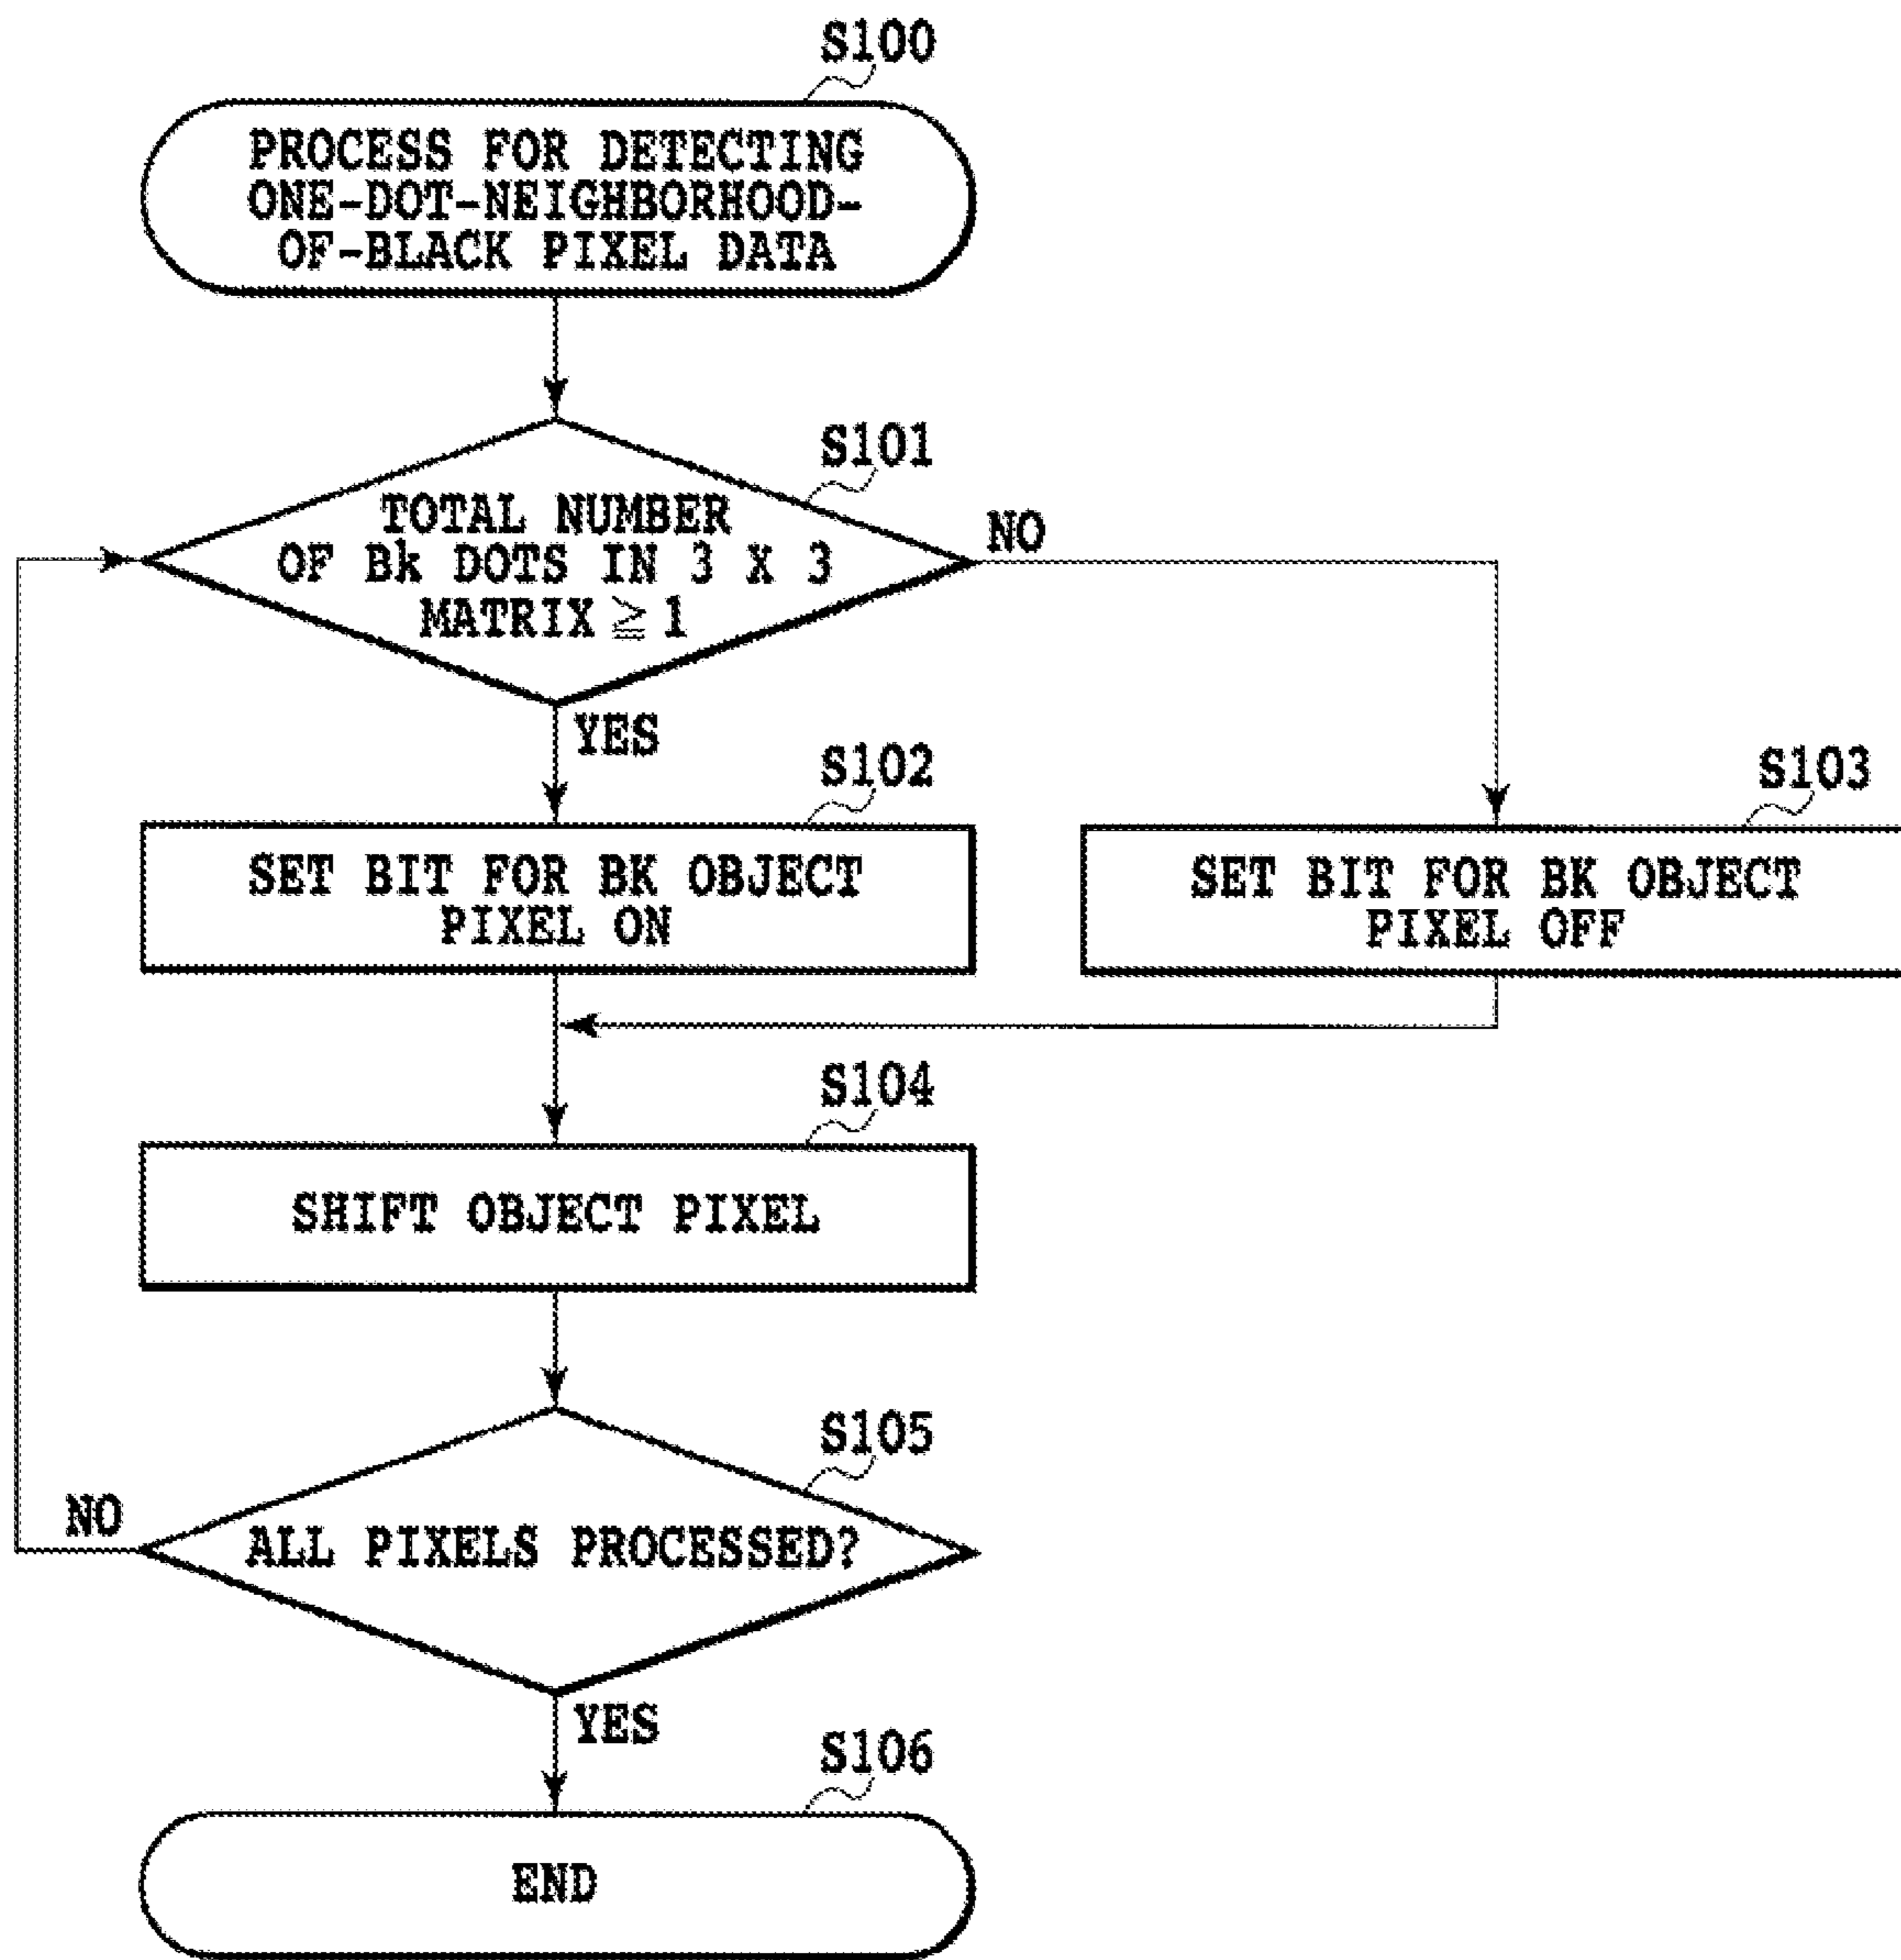 S100
PROCESS FOR DETECTING
ONE-DOT-NEIGHBORHOOD-
OF-BLACK PIXEL DATA
S101
TOTAL NUMBER
OF Bk DOTS IN 3 X 3
MATRIX ≧ 1
NO
YES
S102
SET BIT FOR BK OBJECT
PIXEL ON
S103
SET BIT FOR BK OBJECT
PIXEL OFF
S104
SHIFT OBJECT PIXEL
S105
ALL PIXELS PROCESSED?
NO
YES
S106
END